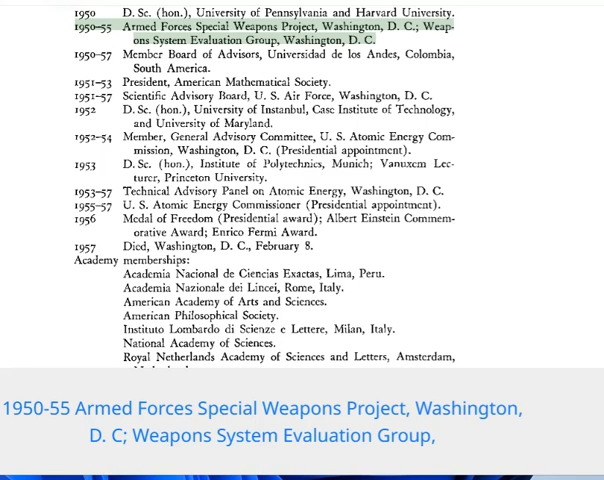 1950 D. Sc. (hon.), University of Pennsylvania and Harvard University.
1950–55 Armed Forces Special Weapons Project, Washington, D. C.; Weap-
ons System Evaluation Group, Washington, D. C.
1950–57 Member Board of Advisors, Universidad de los Andes, Colombia,
South America.
1951–53 President, American Mathematical Society.
1951–57 Scientific Advisory Board, U. S. Air Force, Washington, D. C.
1952 D. Sc. (hon.), University of Instanbul, Case Institute of Technology,
and University of Maryland.
1952–54 Member, General Advisory Committee, U. S. Atomic Energy Com-
mission, Washington, D. C. (Presidential appointment).
1953 D. Sc. (hon.), Institute of Polytechnics, Munich; Vanuxem Lec-
turer, Princeton University.
1953–57 Technical Advisory Panel on Atomic Energy, Washington, D. C.
1955–57 U. S. Atomic Energy Commissioner (Presidential appointment).
1956 Medal of Freedom (Presidential award); Albert Einstein Commem-
orative Award; Enrico Fermi Award.
1957 Died, Washington, D. C., February 8.
Academy memberships:
Academia Nacional de Ciencias Exactas, Lima, Peru.
Academia Nazionale dei Lincei, Rome, Italy.
American Academy of Arts and Sciences.
American Philosophical Society.
Instituto Lombardo di Scienze e Lettere, Milan, Italy.
National Academy of Sciences.
Royal Netherlands Academy of Sciences and Letters, Amsterdam,
1950-55 Armed Forces Special Weapons Project, Washington,
D. C; Weapons System Evaluation Group,